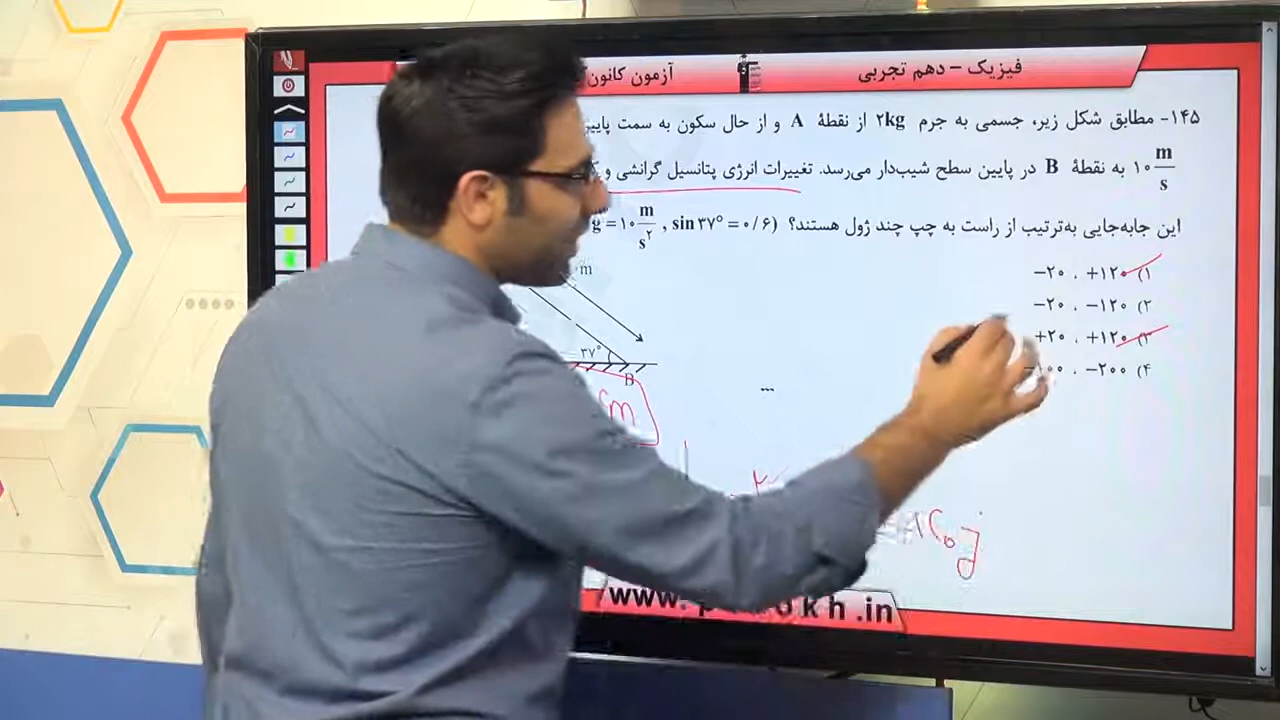 فیزیک – دهم تجربی
آزمون کانون
۱۴۵- مطابق شکل زیر، جسمی به جرم ۲kg از نقطهٔ A و از حال سکون به سمت پایین
۱۰ m/s به نقطهٔ B در پایین سطح شیب‌دار می‌رسد. تغییرات انرژی پتانسیل گرانشی و
این جابه‌جایی به‌ترتیب از راست به چپ چند ژول هستند؟ (sin ۳۷° = ۰/۶ , g = ۱۰ m/s²
۱) +۱۲۰ ، −۲۰
۲) −۱۲۰ ، −۲۰
۳) +۱۲۰ ، +۲۰
۴) −۲۰۰ ، −۱۰۰
m
۳۷°
B
m
www.
kh.in